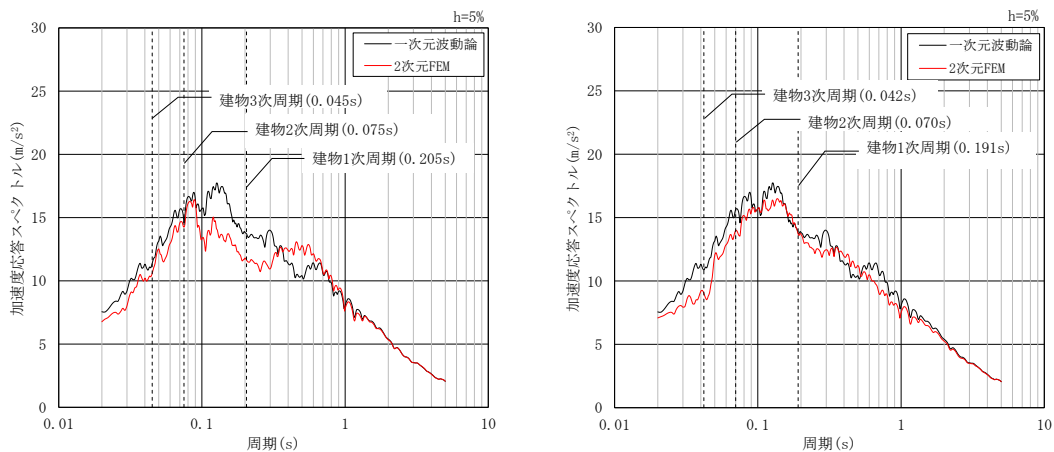 h=5%
加速度応答スペクトル(m/s²)
30
25
20
15
10
5
0
一次元波動論
2次元FEM
建物3次周期(0.045s)
建物2次周期(0.075s)
建物1次周期(0.205s)
0.01
0.1
1
10
周期(s)
h=5%
加速度応答スペクトル(m/s²)
30
25
20
15
10
5
0
一次元波動論
2次元FEM
建物3次周期(0.042s)
建物2次周期(0.070s)
建物1次周期(0.191s)
0.01
0.1
1
10
周期(s)